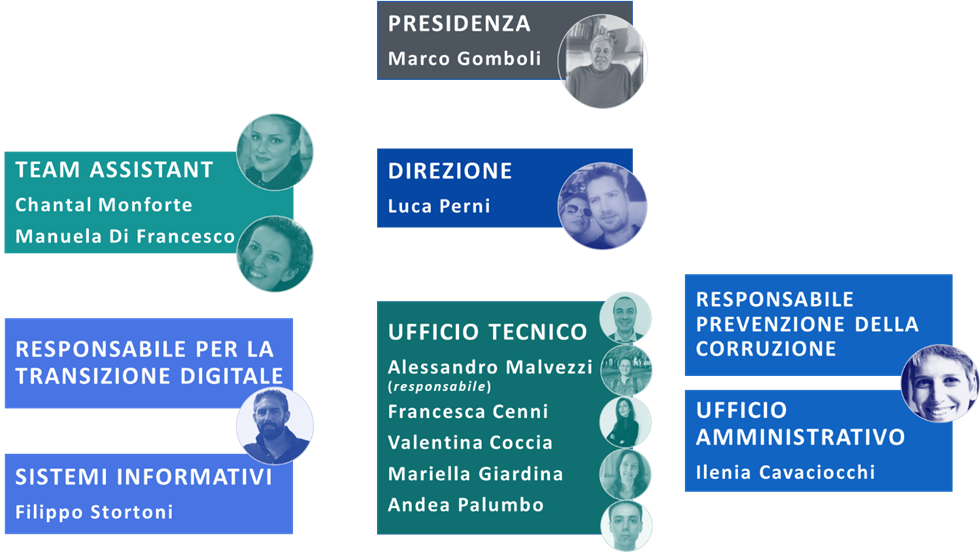 PRESIDENZA
Marco Gomboli
TEAM ASSISTANT
Chantal Monforte
Manuela Di Francesco
DIREZIONE
Luca Perni
RESPONSABILE PER LA
TRANSIZIONE DIGITALE
SISTEMI INFORMATIVI
Filippo Stortoni
UFFICIO TECNICO
Alessandro Malvezzi
(responsabile)
Francesca Cenni
Valentina Coccia
Mariella Giardina
Andea Palumbo
RESPONSABILE
PREVENZIONE DELLA
CORRUZIONE
UFFICIO
AMMINISTRATIVO
Ilenia Cavaciocchi